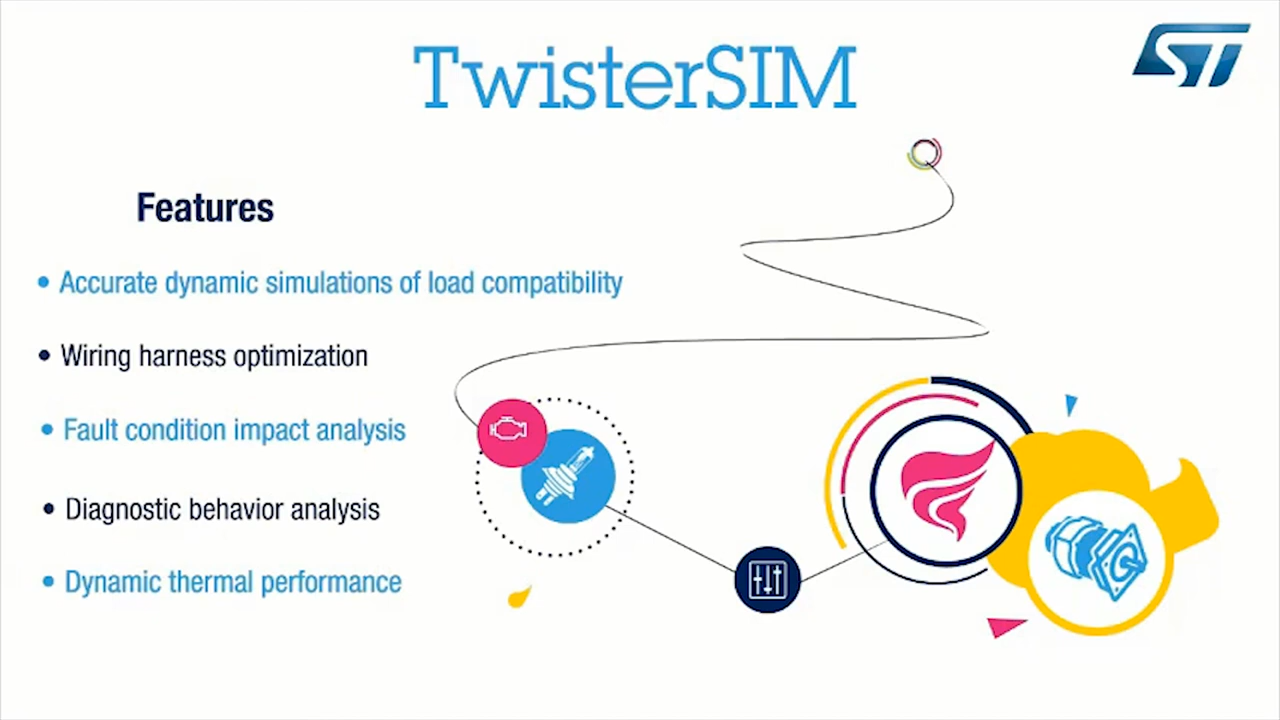 TwisterSIM
ST
Features
• Accurate dynamic simulations of load compatibility
• Wiring harness optimization
• Fault condition impact analysis
• Diagnostic behavior analysis
• Dynamic thermal performance